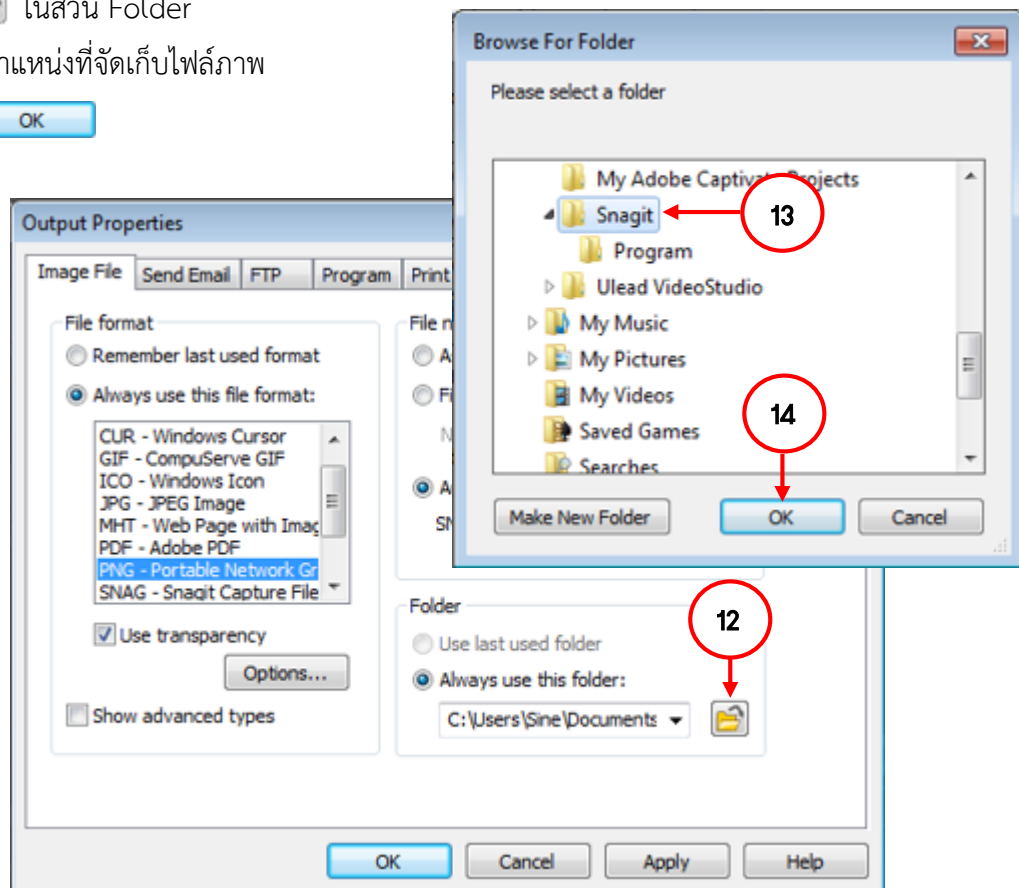 ในส่วน Folder
แหน่งที่จัดเก็บไฟล์ภาพ
OK
Browse For Folder
Please select a folder
My Adobe Captivate Projects
Snagit
13
Program
Ulead VideoStudio
My Music
My Pictures
My Videos
14
Saved Games
Searches
Make New Folder
OK
Cancel
Output Properties
Image File
Send Email
FTP
Program
Print
File format
Remember last used format
Always use this file format:
CUR - Windows Cursor
GIF - CompuServe GIF
ICO - Windows Icon
JPG - JPEG Image
MHT - Web Page with Imag
PDF - Adobe PDF
PNG - Portable Network Gr
SNAG - Snagit Capture File
Use transparency
Options...
Show advanced types
File n
A
Fi
N
A
SN
Folder
12
Use last used folder
Always use this folder:
C:\Users\Sine\Documents
OK
Cancel
Apply
Help